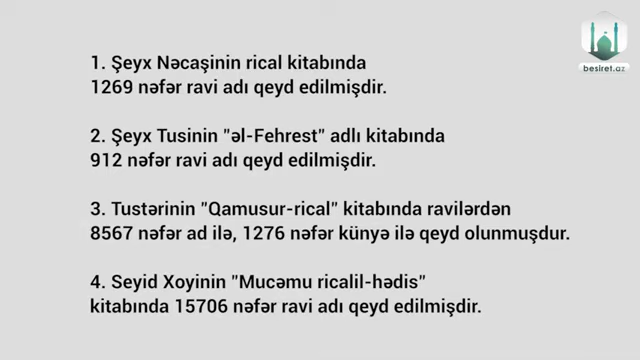 besiret.az
1. Şeyx Nəcaşinin rical kitabında
1269 nəfər ravi adı qeyd edilmişdir.
2. Şeyx Tusinin "əl-Fehrest" adlı kitabında
912 nəfər ravi adı qeyd edilmişdir.
3. Tustərinin "Qamusur-rical" kitabında ravilərdən
8567 nəfər ad ilə, 1276 nəfər künyə ilə qeyd olunmuşdur.
4. Seyid Xoyinin "Mucəmu ricalil-hədis"
kitabında 15706 nəfər ravi adı qeyd edilmişdir.